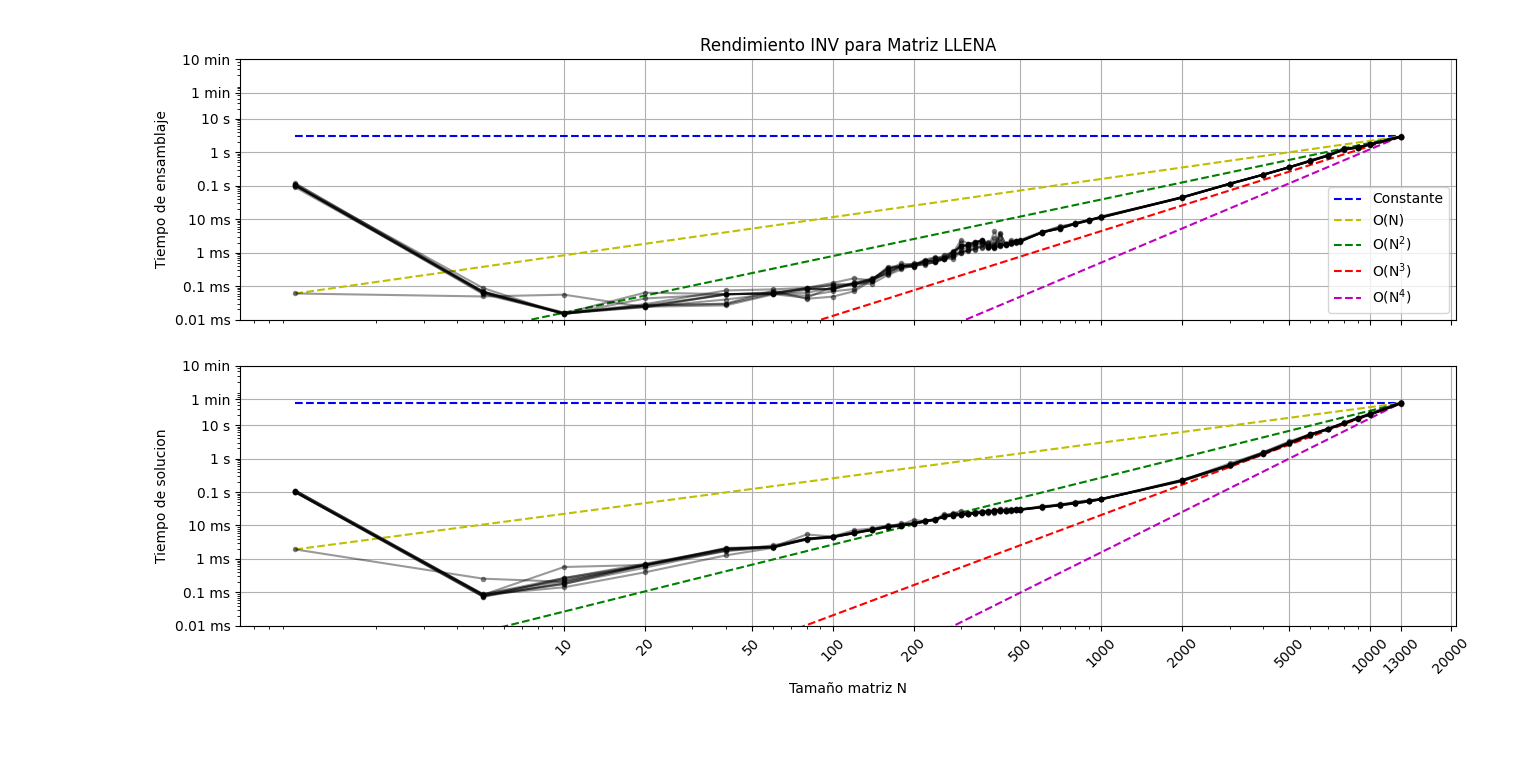 Rendimiento INV para Matriz LLENA
Tiempo de ensamblaje
10 min
1 min
10 s
1 s
0.1 s
10 ms
1 ms
0.1 ms
0.01 ms
Constante
O(N)
O(N²)
O(N³)
O(N⁴)
Tiempo de solucion
10 min
1 min
10 s
1 s
0.1 s
10 ms
1 ms
0.1 ms
0.01 ms
10 20 50 100 200 500 1000 2000 5000 10000 13000 20000
Tamaño matriz N